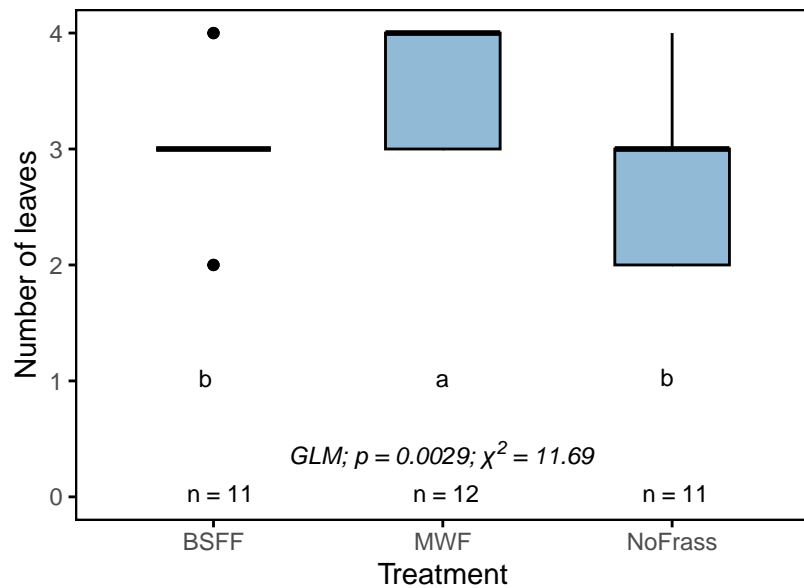 Number of leaves
4
3
2
1
0
b a b
GLM; p = 0.0029; χ² = 11.69
n = 11 n = 12 n = 11
BSFF MWF NoFrass
Treatment